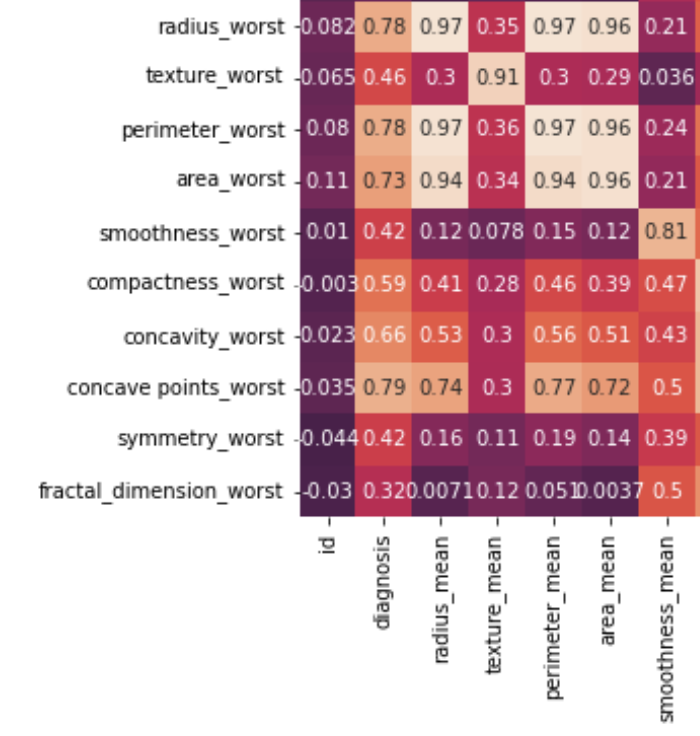 radius_worst 0.082 0.78 0.97 0.35 0.97 0.96 0.21
texture_worst 0.065 0.46 0.3 0.91 0.3 0.29 0.036
perimeter_worst 0.08 0.78 0.97 0.36 0.97 0.96 0.24
area_worst 0.11 0.73 0.94 0.34 0.94 0.96 0.21
smoothness_worst 0.01 0.42 0.12 0.078 0.15 0.12 0.81
compactness_worst -0.003 0.59 0.41 0.28 0.46 0.39 0.47
concavity_worst 0.023 0.66 0.53 0.3 0.56 0.51 0.43
concave points_worst 0.035 0.79 0.74 0.3 0.77 0.72 0.5
symmetry_worst -0.044 0.42 0.16 0.11 0.19 0.14 0.39
fractal_dimension_worst -0.03 0.32 0.0071 0.12 0.051 0.0037 0.5
id
diagnosis
radius_mean
texture_mean
perimeter_mean
area_mean
smoothness_mean